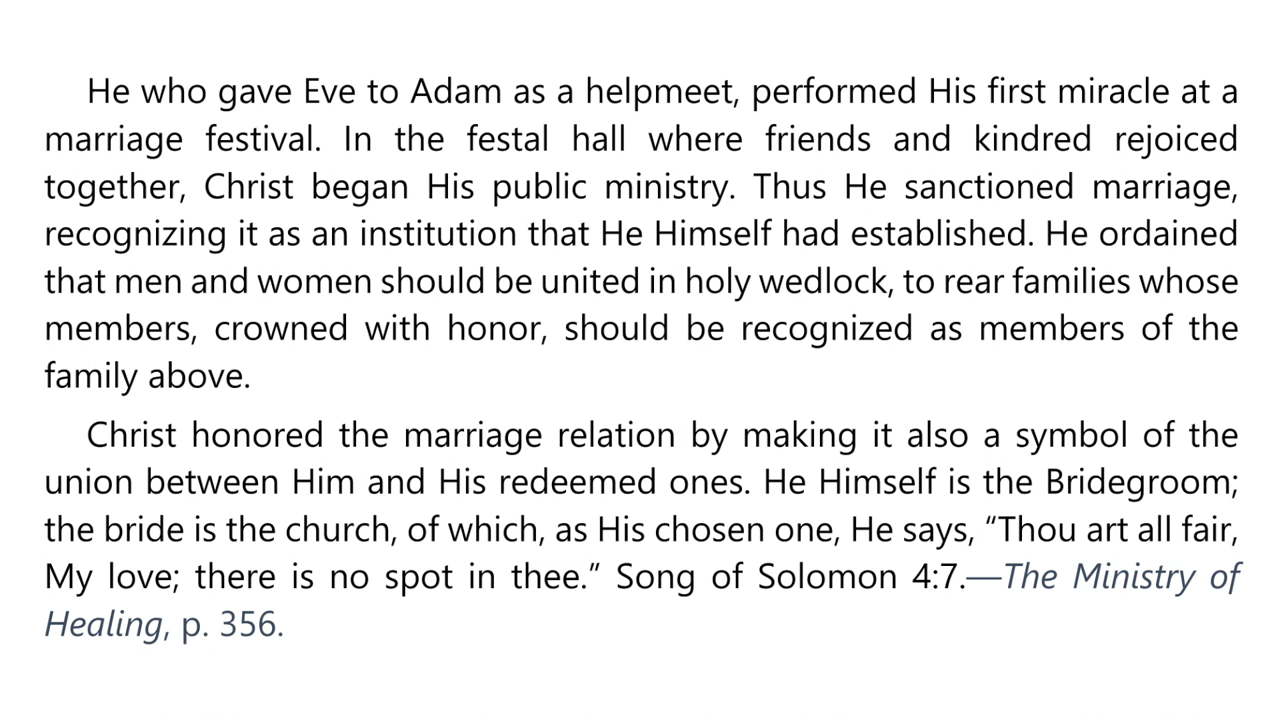 He who gave Eve to Adam as a helpmeet, performed His first miracle at a
marriage festival. In the festal hall where friends and kindred rejoiced
together, Christ began His public ministry. Thus He sanctioned marriage,
recognizing it as an institution that He Himself had established. He ordained
that men and women should be united in holy wedlock, to rear families whose
members, crowned with honor, should be recognized as members of the
family above.
Christ honored the marriage relation by making it also a symbol of the
union between Him and His redeemed ones. He Himself is the Bridegroom;
the bride is the church, of which, as His chosen one, He says, “Thou art all fair,
My love; there is no spot in thee.” Song of Solomon 4:7.—The Ministry of
Healing, p. 356.